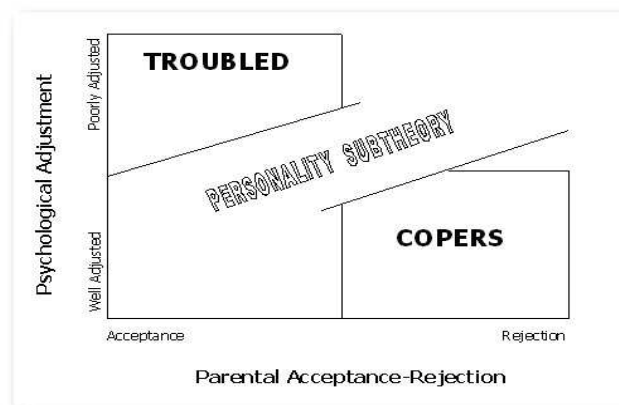 Psychological Adjustment
Poorly Adjusted
Well Adjusted
TROUBLED
PERSONALITY SUBTHEORY
COPERS
Acceptance
Rejection
Parental Acceptance-Rejection